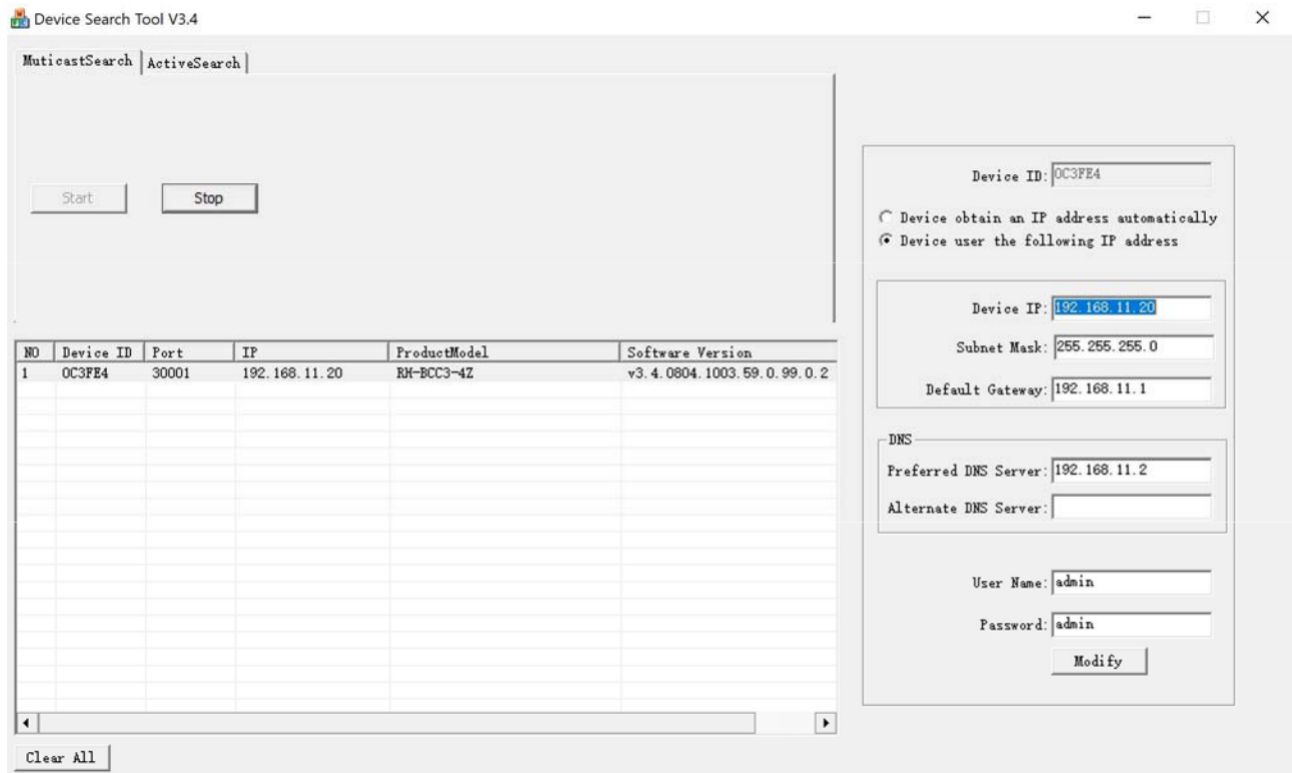 Device Search Tool V3.4
MuticastSearch ActiveSearch
Start Stop
NO Device ID Port IP ProductModel Software Version
1 0C3FE4 30001 192.168.11.20 RH-BCC3-4Z v3.4.0804.1003.59.0.99.0.2
Clear All
Device ID: 0C3FE4
Device obtain an IP address automatically
Device user the following IP address
Device IP: 192.168.11.20
Subnet Mask: 255.255.255.0
Default Gateway: 192.168.11.1
DNS
Preferred DNS Server: 192.168.11.2
Alternate DNS Server:
User Name: admin
Password: admin
Modify